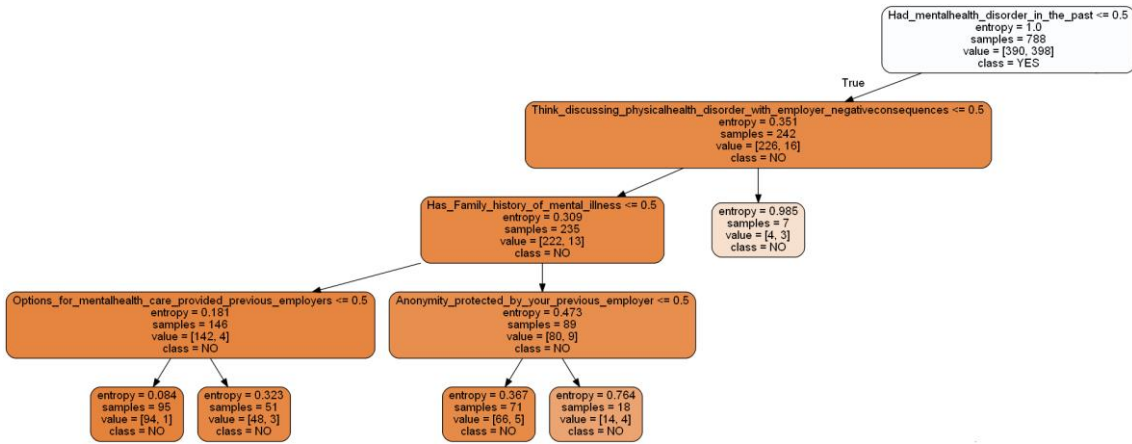 Had_mentalhealth_disorder_in_the_past <= 0.5
entropy = 1.0
samples = 788
value = [390, 398]
class = YES
True
Think_discussing_physicalhealth_disorder_with_employer_negativeconsequences <= 0.5
entropy = 0.351
samples = 242
value = [226, 16]
class = NO
Has_Family_history_of_mental_illness <= 0.5
entropy = 0.309
samples = 235
value = [222, 13]
class = NO
entropy = 0.985
samples = 7
value = [4, 3]
class = NO
Options_for_mentalhealth_care_provided_previous_employers <= 0.5
entropy = 0.181
samples = 146
value = [142, 4]
class = NO
Anonymity_protected_by_your_previous_employer <= 0.5
entropy = 0.473
samples = 89
value = [80, 9]
class = NO
entropy = 0.084
samples = 95
value = [94, 1]
class = NO
entropy = 0.323
samples = 51
value = [48, 3]
class = NO
entropy = 0.367
samples = 71
value = [66, 5]
class = NO
entropy = 0.764
samples = 18
value = [14, 4]
class = NO